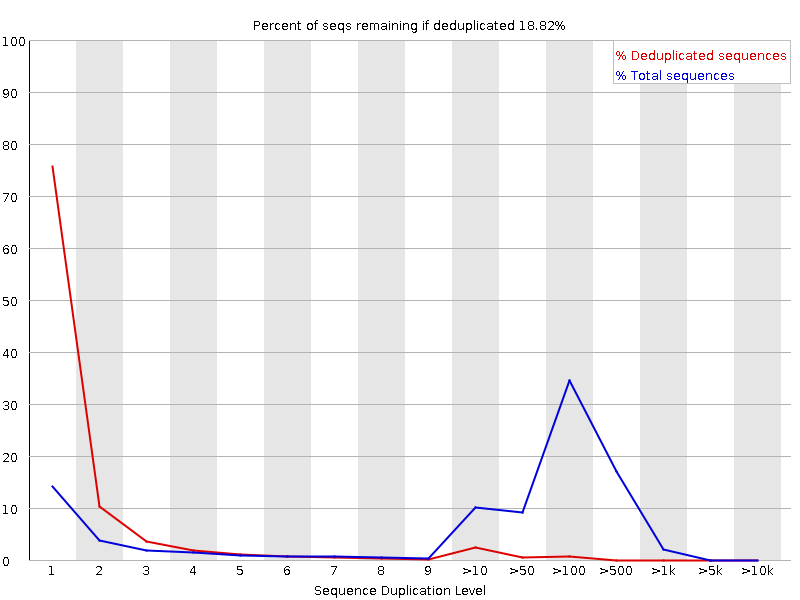 Percent of seqs remaining if deduplicated 18.82%
% Deduplicated sequences
% Total sequences
100
90
80
70
60
50
40
30
20
10
0
1 2 3 4 5 6 7 8 9 >10 >50 >100 >500 >1k >5k >10k
Sequence Duplication Level